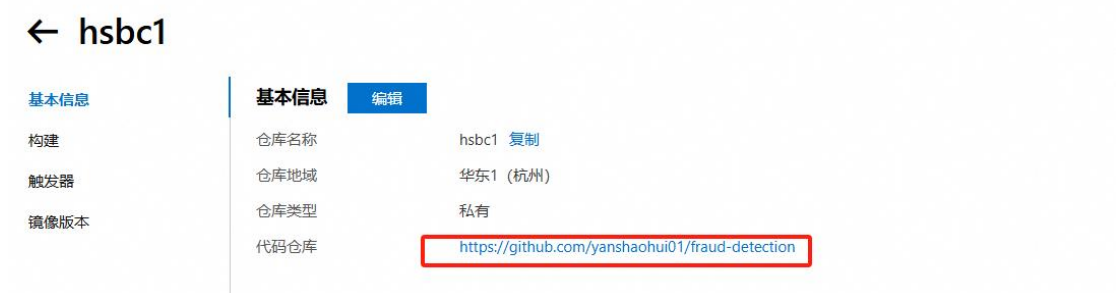 ← hsbc1
基本信息
构建
触发器
镜像版本
基本信息 编辑
仓库名称 hsbc1 复制
仓库地域 华东1 (杭州)
仓库类型 私有
代码仓库 https://github.com/yanshaohui01/fraud-detection